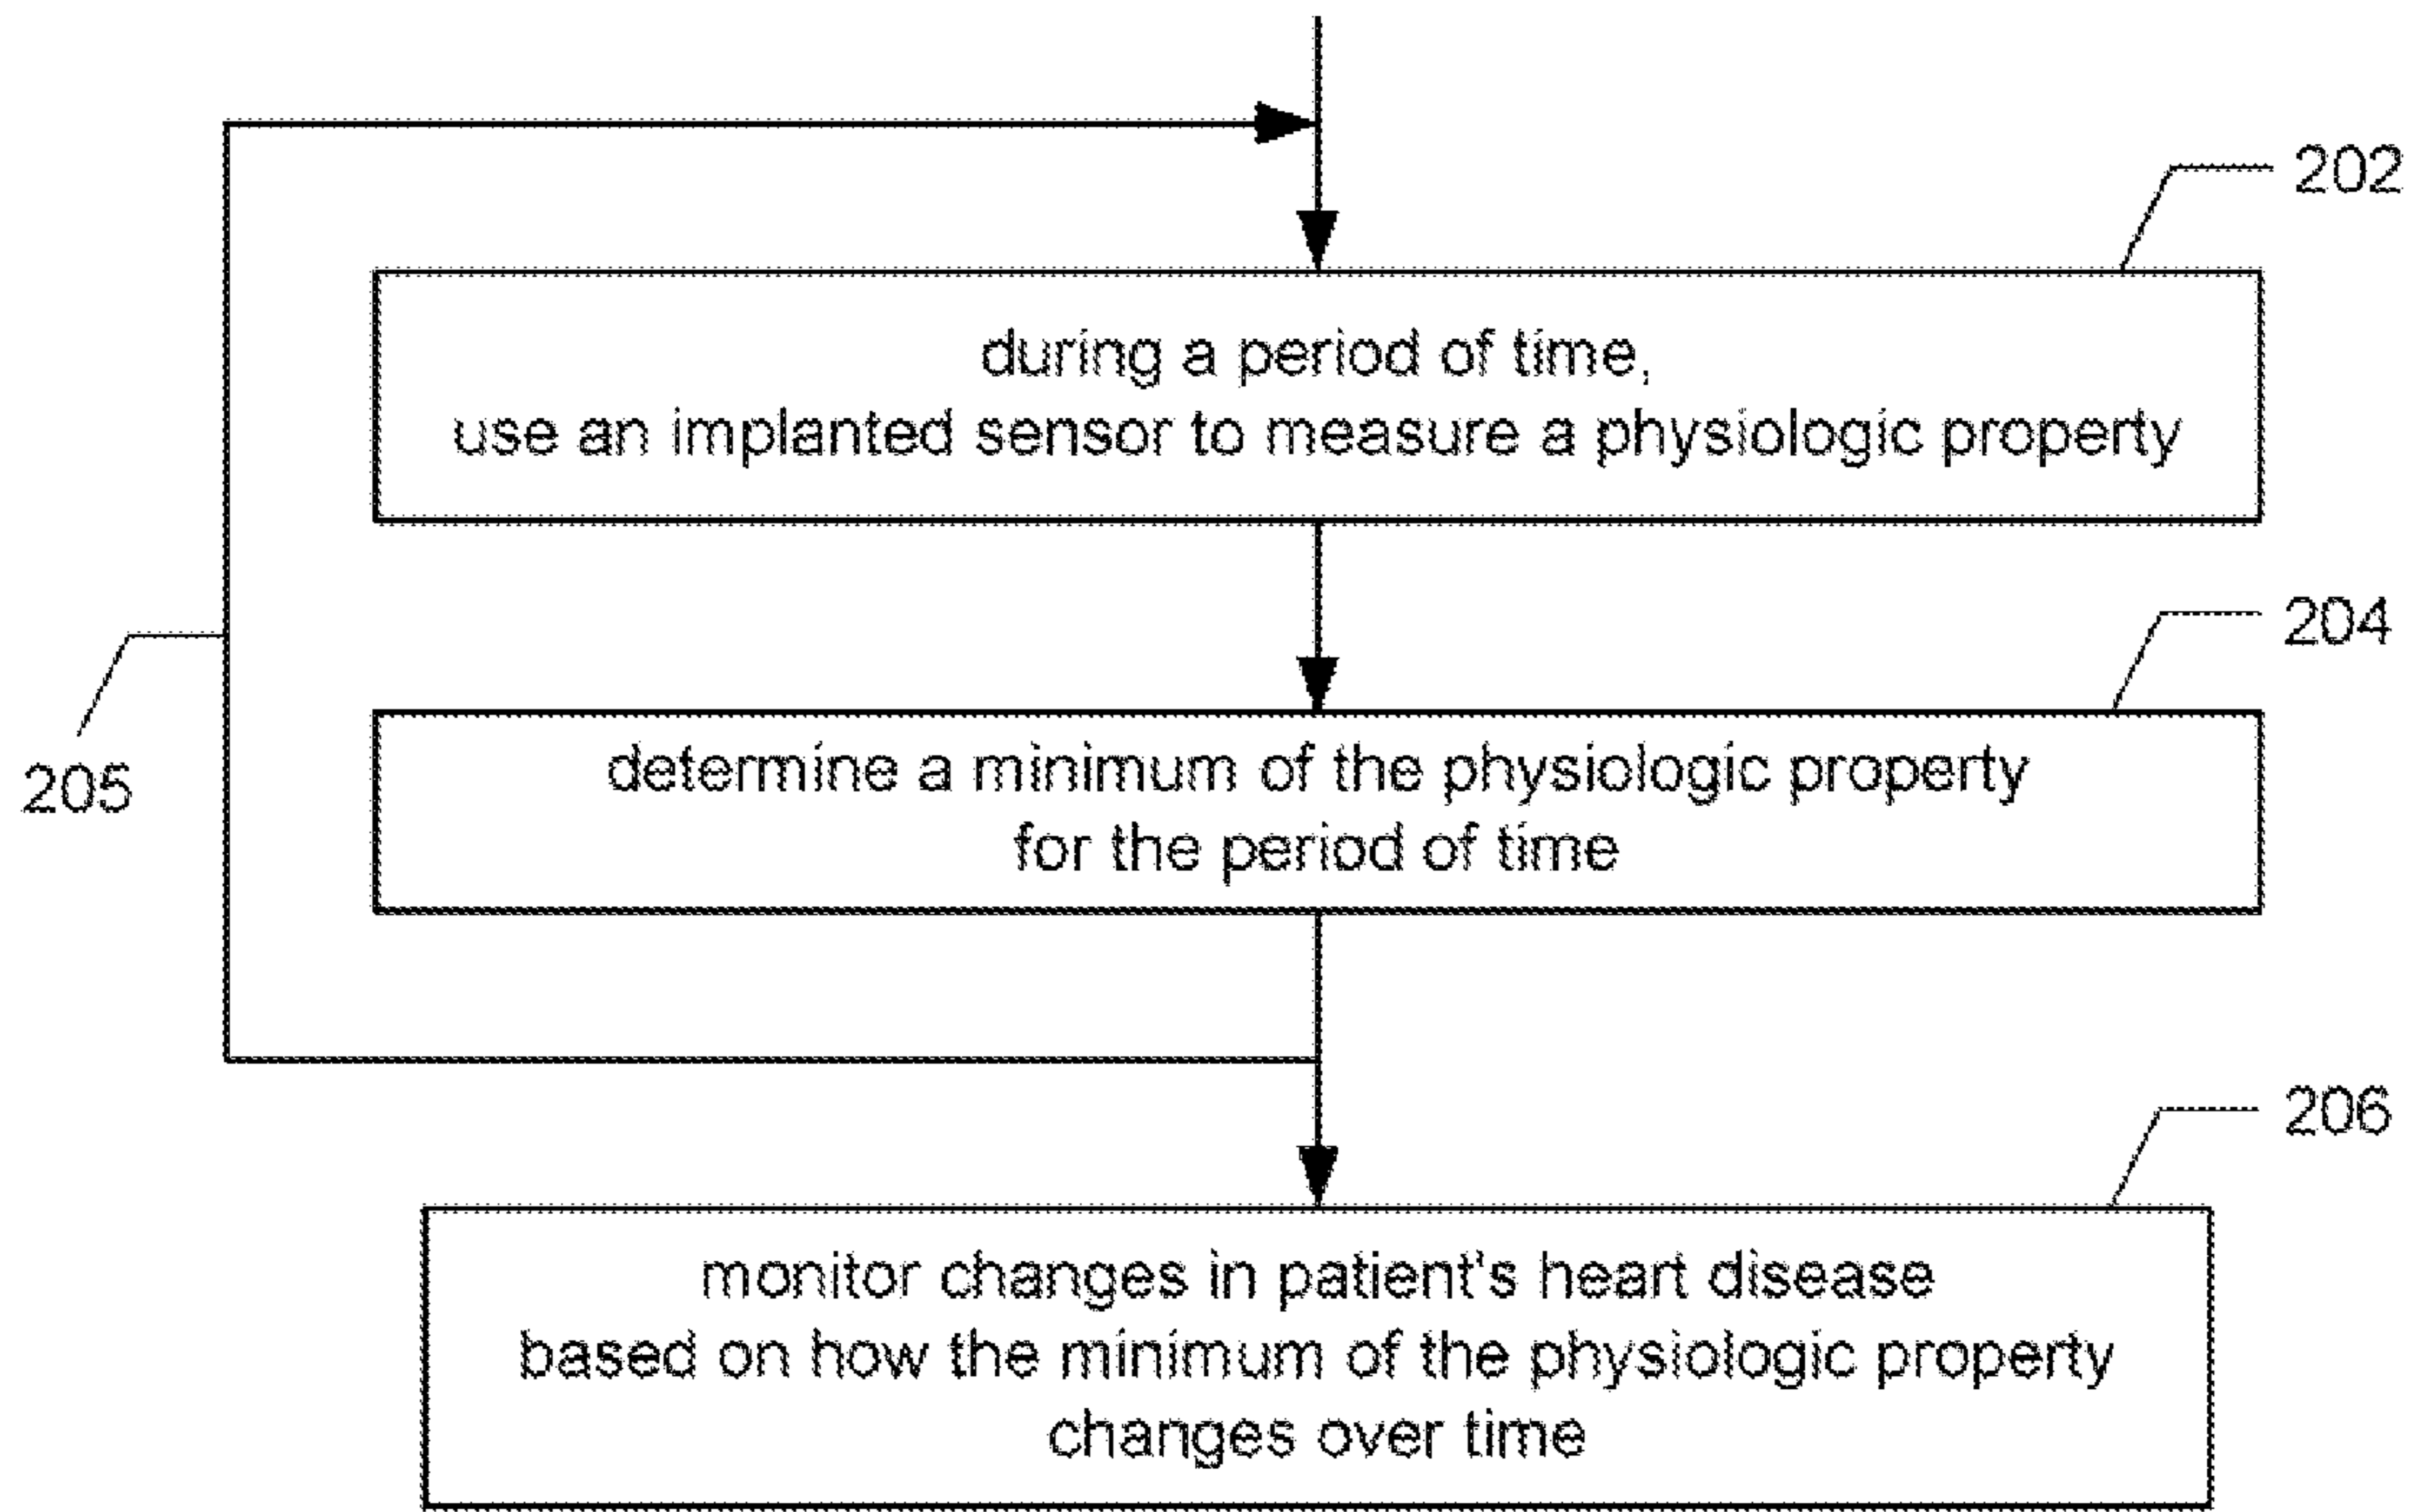 202
during a period of time,
use an implanted sensor to measure a physiologic property
204
determine a minimum of the physiologic property
for the period of time
205
206
monitor changes in patient's heart disease
based on how the minimum of the physiologic property
changes over time